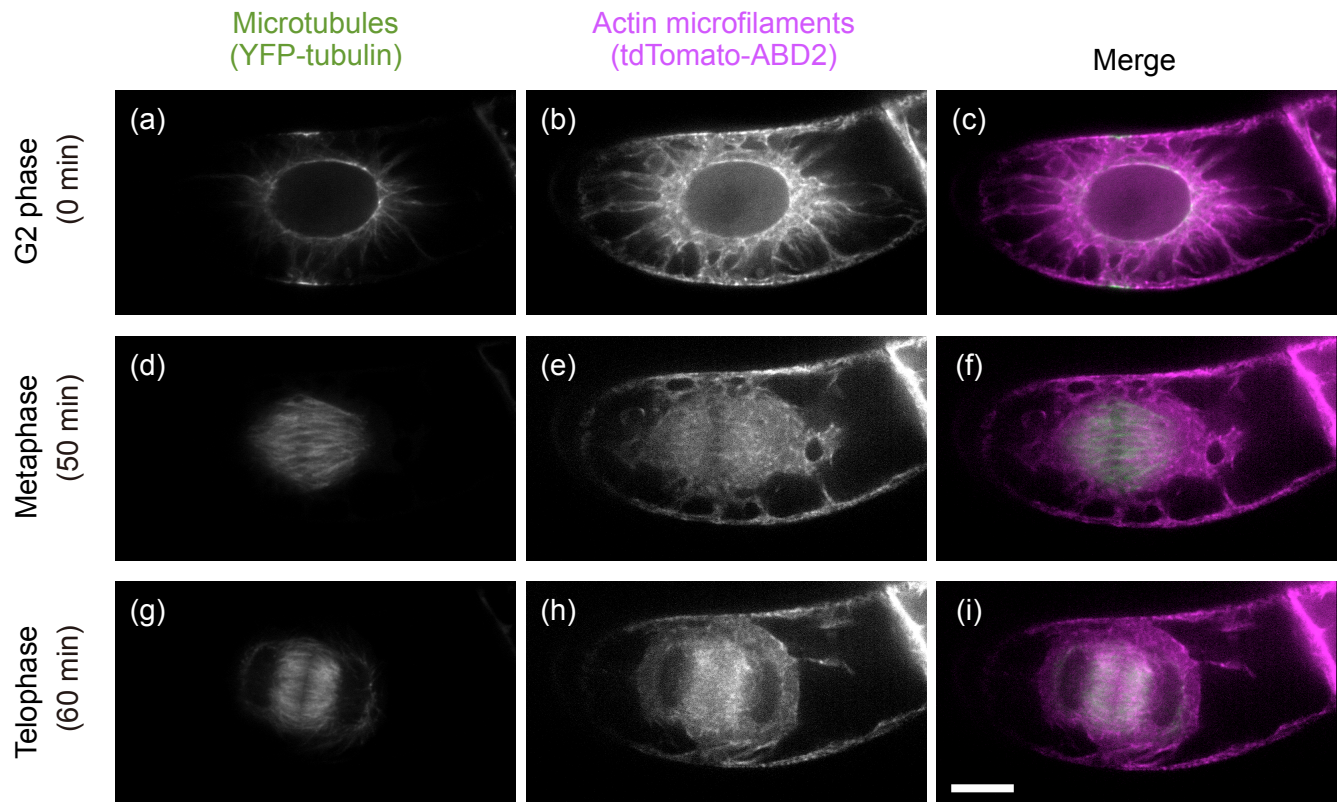 Microtubules
(YFP-tubulin)
Actin microfilaments
(tdTomato-ABD2)
Merge
G2 phase
(0 min)
(a)
(b)
(c)
Metaphase
(50 min)
(d)
(e)
(f)
Telophase
(60 min)
(g)
(h)
(i)